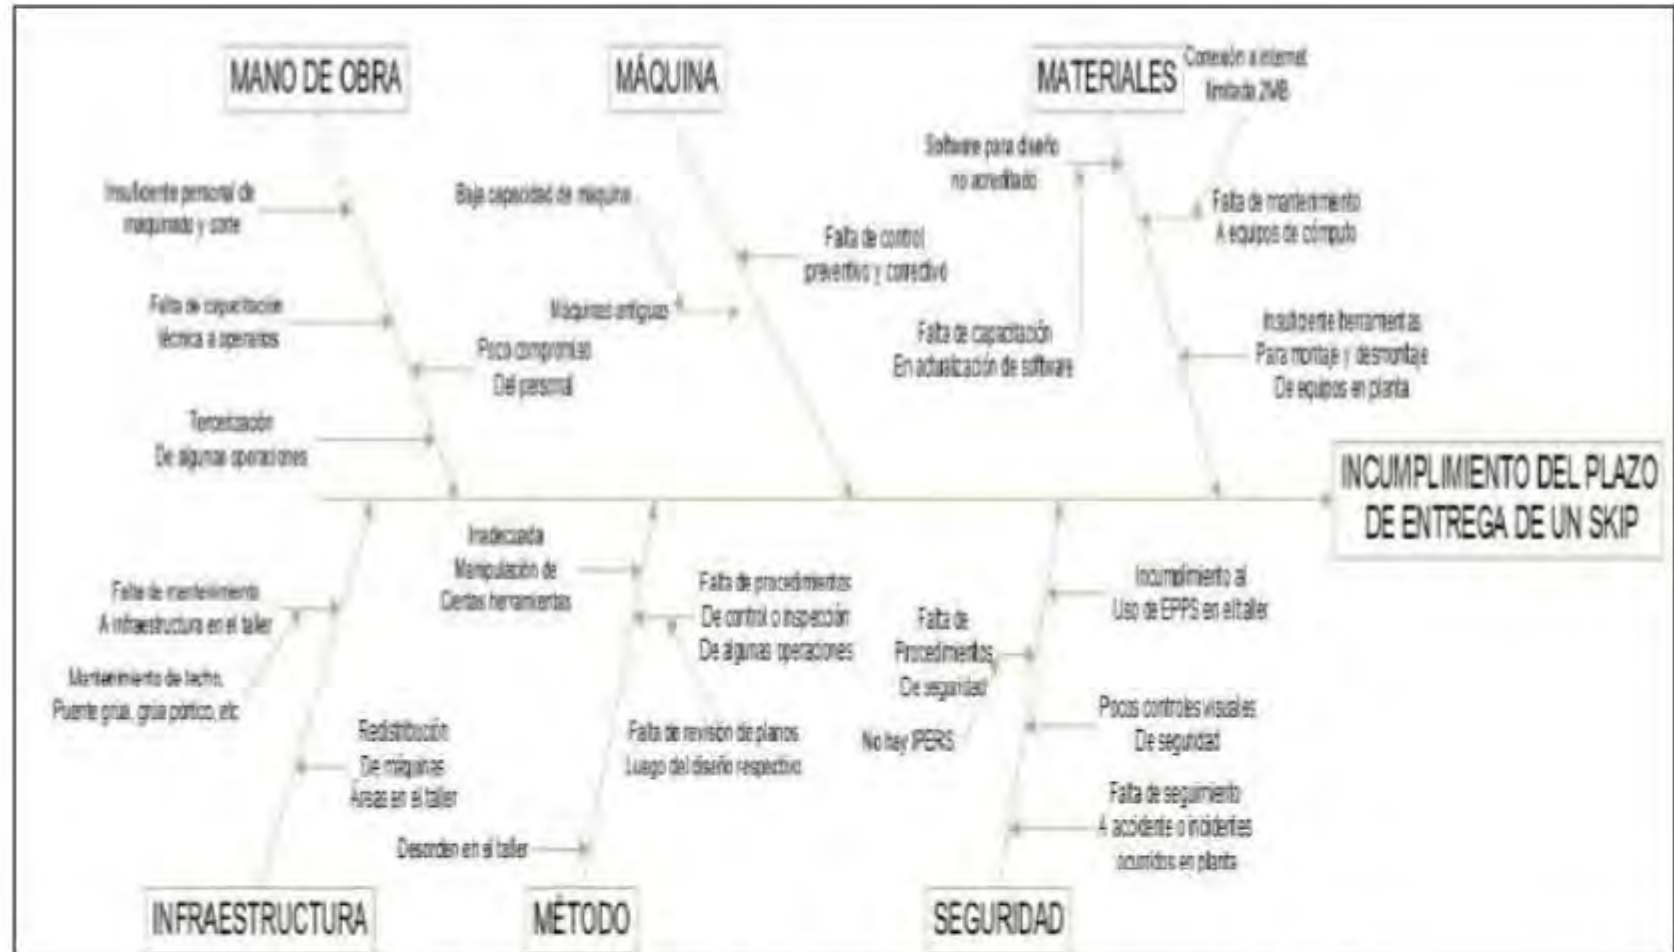 MANO DE OBRA
MÁQUINA
MATERIALES
Conexión a internet
limitada 2MB
Insuficiente personal de
maquinado y corte
Falta de capacitación
técnica a operarios
Poco compromiso
Del personal
Tercerización
De algunas operaciones
Baja capacidad de máquina
Máquinas antiguas
Falta de control
preventivo y correctivo
Software para diseño
no acreditado
Falta de capacitación
En actualización de software
Falta de mantenimiento
A equipos de cómputo
Insuficiente herramientas
Para montaje y desmontaje
De equipos en planta
INCUMPLIMIENTO DEL PLAZO
DE ENTREGA DE UN SKIP
Falta de mantenimiento
A infraestructura en el taller
Mantenimiento de techo,
Puente grua, grúa pórtico, etc
Redistribución
De máquinas
Áreas en el taller
Inadecuada
Manipulación de
Ciertas herramientas
Falta de procedimientos
De control o inspección
De algunas operaciones
Falta de revisión de planos
Luego del diseño respectivo
Desorden en el taller
Falta de
Procedimientos
De seguridad
No hay IPERS
Incumplimiento al
Uso de EPPS en el taller
Pocos controles visuales
De seguridad
Falta de seguimiento
A accidente o incidentes
ocurridos en planta
INFRAESTRUCTURA
MÉTODO
SEGURIDAD